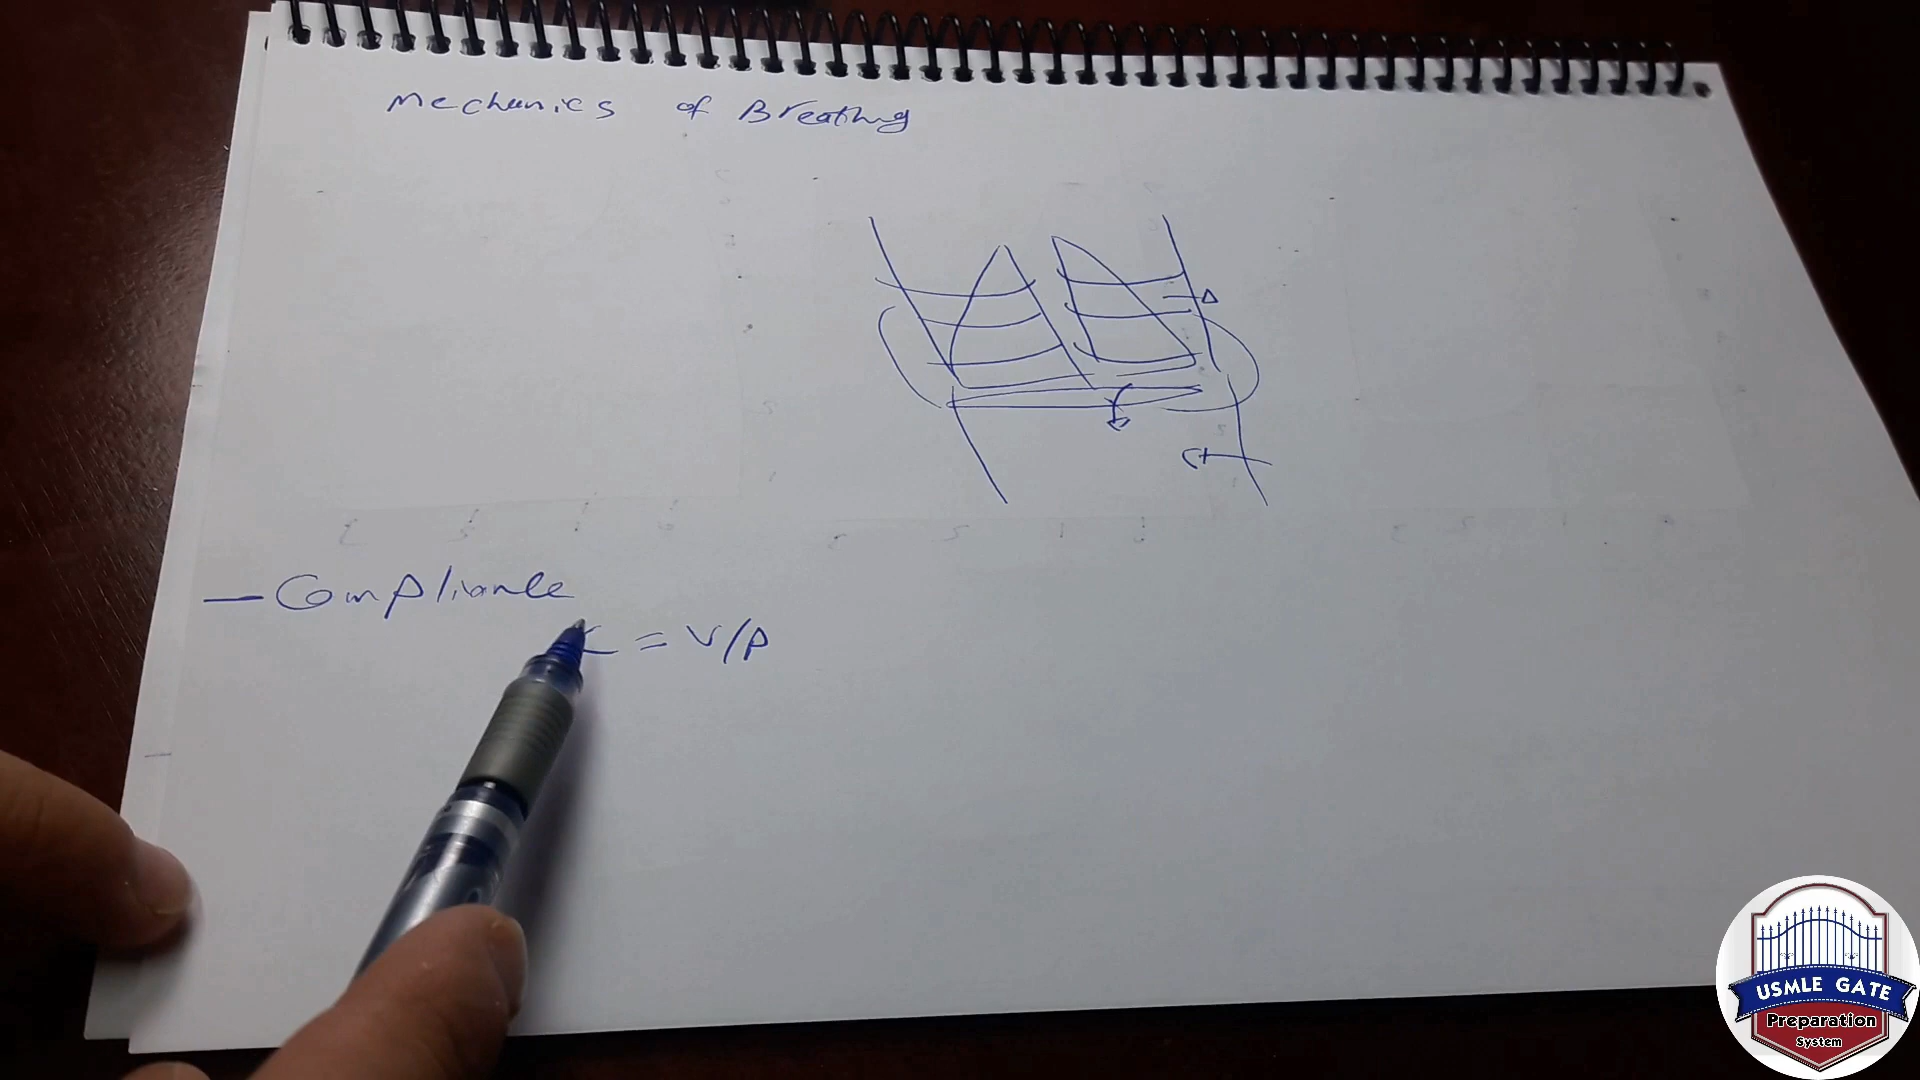 Mechanics of Breathing
- Compliance
C = V/P
USMLE GATE
Preparation
System